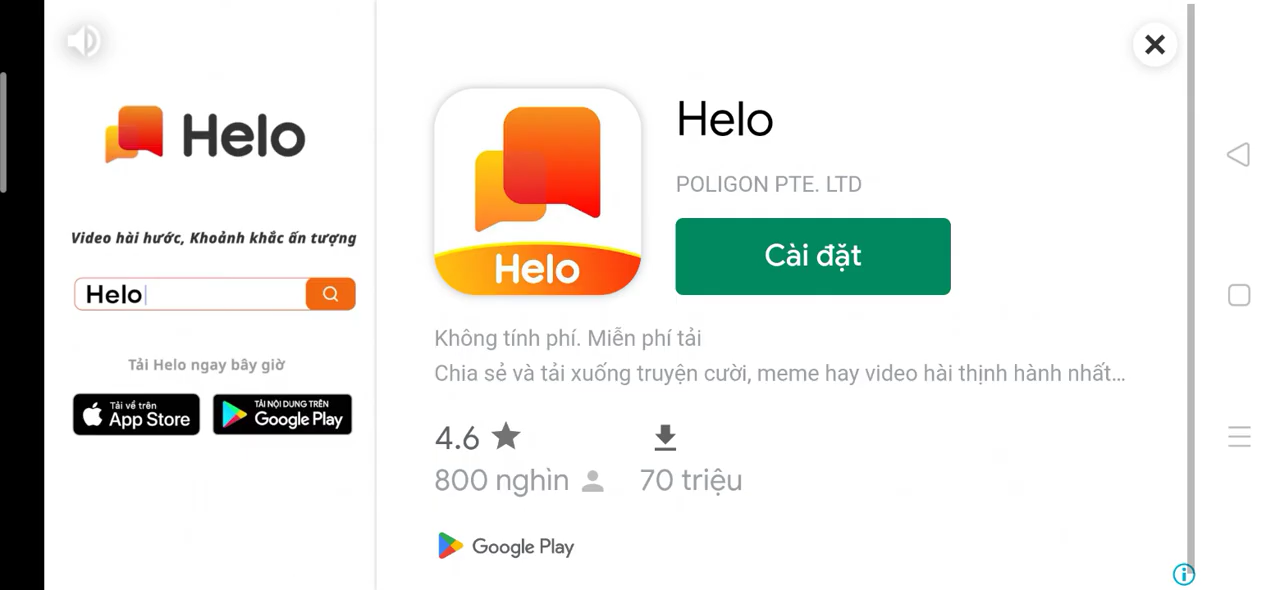 Helo
Video hài hước, Khoảnh khắc ấn tượng
Helo
Tải Helo ngay bây giờ
Tải về trên
App Store
TẢI NỘI DUNG TRÊN
Google Play
Helo
Helo
POLIGON PTE. LTD
Cài đặt
Không tính phí. Miễn phí tải
Chia sẻ và tải xuống truyện cười, meme hay video hài thịnh hành nhất...
4.6
800 nghìn 70 triệu
Google Play